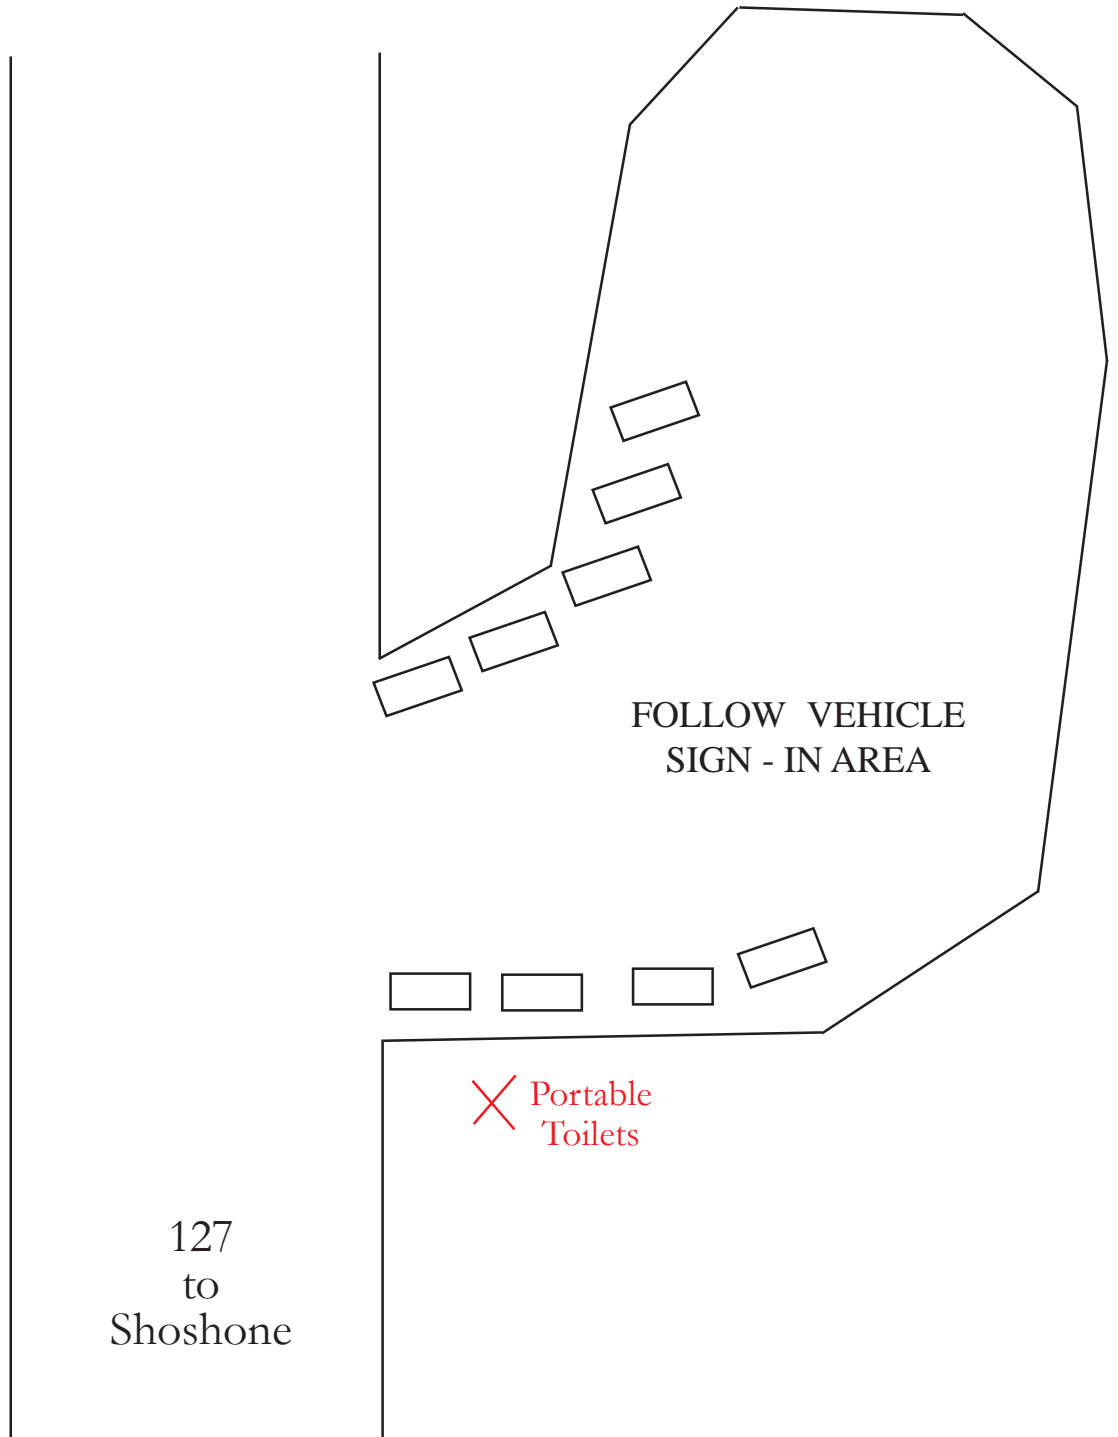 FOLLOW VEHICLE
SIGN - IN AREA
Portable
Toilets
127
to
Shoshone